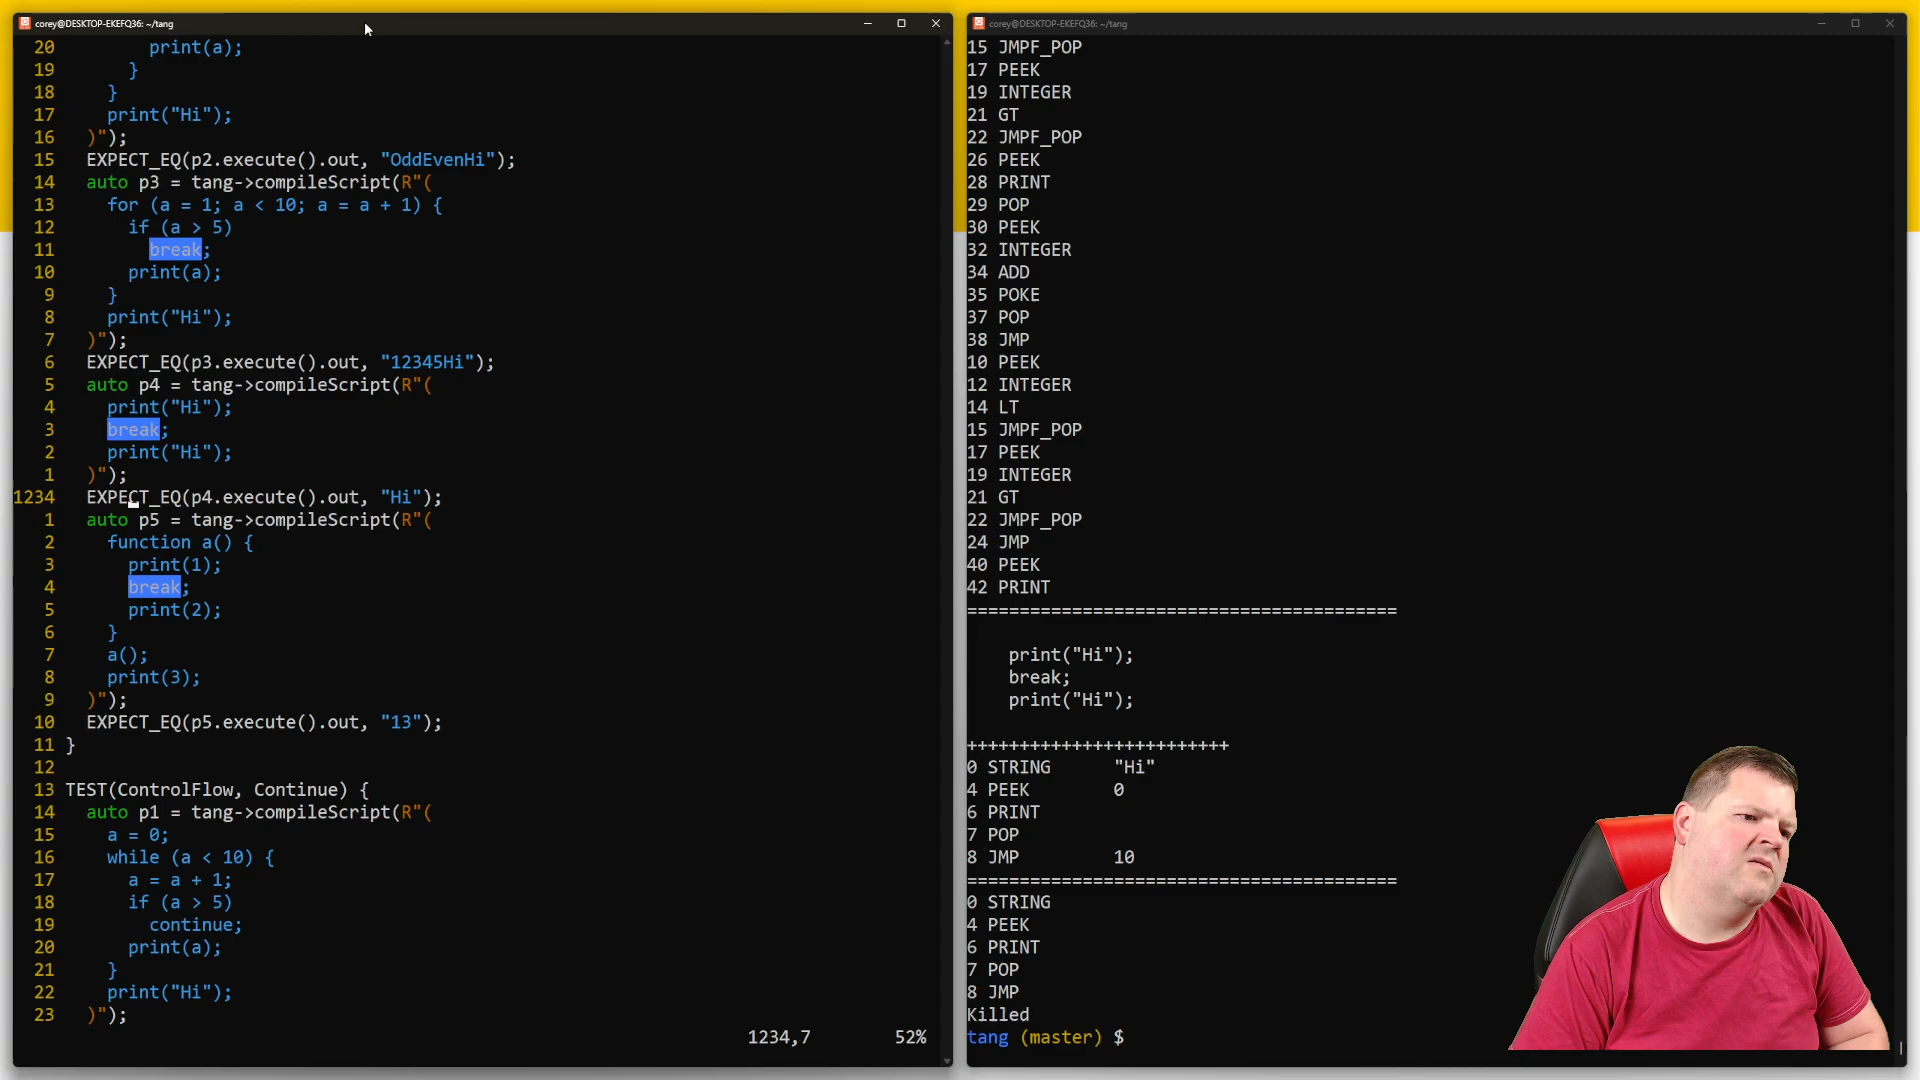 corey@DESKTOP-EKEFQ36: ~/tang
20         print(a);
19       }
18     }
17     print("Hi");
16   )");
15   EXPECT_EQ(p2.execute().out, "OddEvenHi");
14   auto p3 = tang->compileScript(R"(
13     for (a = 1; a < 10; a = a + 1) {
12       if (a > 5)
11         break;
10       print(a);
9     }
8     print("Hi");
7   )");
6   EXPECT_EQ(p3.execute().out, "12345Hi");
5   auto p4 = tang->compileScript(R"(
4     print("Hi");
3     break;
2     print("Hi");
1   )");
1234   EXPECT_EQ(p4.execute().out, "Hi");
1   auto p5 = tang->compileScript(R"(
2     function a() {
3       print(1);
4       break;
5       print(2);
6     }
7     a();
8     print(3);
9   )");
10   EXPECT_EQ(p5.execute().out, "13");
11 }
12
13 TEST(ControlFlow, Continue) {
14   auto p1 = tang->compileScript(R"(
15     a = 0;
16     while (a < 10) {
17       a = a + 1;
18       if (a > 5)
19         continue;
20       print(a);
21     }
22     print("Hi");
23   )");
1234,7 52%
corey@DESKTOP-EKEFQ36: ~/tang
15 JMPF_POP
17 PEEK
19 INTEGER
21 GT
22 JMPF_POP
26 PEEK
28 PRINT
29 POP
30 PEEK
32 INTEGER
34 ADD
35 POKE
37 POP
38 JMP
10 PEEK
12 INTEGER
14 LT
15 JMPF_POP
17 PEEK
19 INTEGER
21 GT
22 JMPF_POP
24 JMP
40 PEEK
42 PRINT
=========================================
    print("Hi");
    break;
    print("Hi");
+++++++++++++++++++++++++
0 STRING      "Hi"
4 PEEK        0
6 PRINT
7 POP
8 JMP         10
=========================================
0 STRING
4 PEEK
6 PRINT
7 POP
8 JMP
Killed
tang (master) $